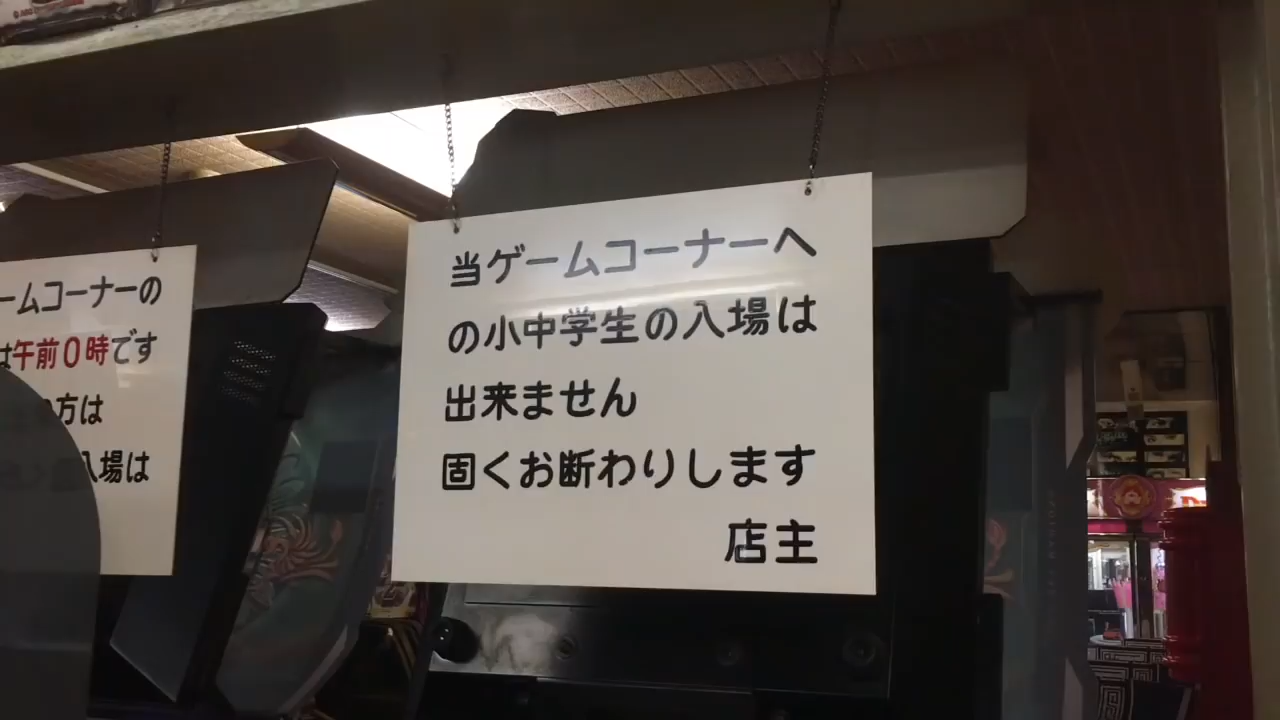 ームコーナーの
は午前0時です
方は
入場は
当ゲームコーナーへ
の小中学生の入場は
出来ません
固くお断わりします
店主